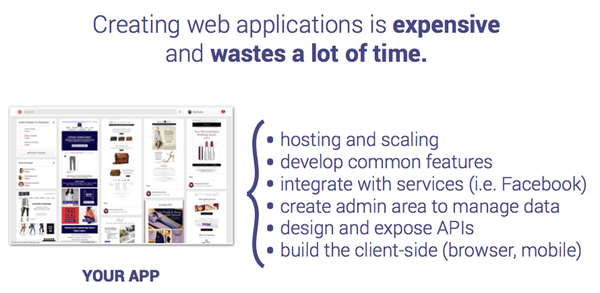 Creating web applications is expensive
and wastes a lot of time.
• hosting and scaling
• develop common features
• integrate with services (i.e. Facebook)
• create admin area to manage data
• design and expose APIs
• build the client-side (browser, mobile)
YOUR APP